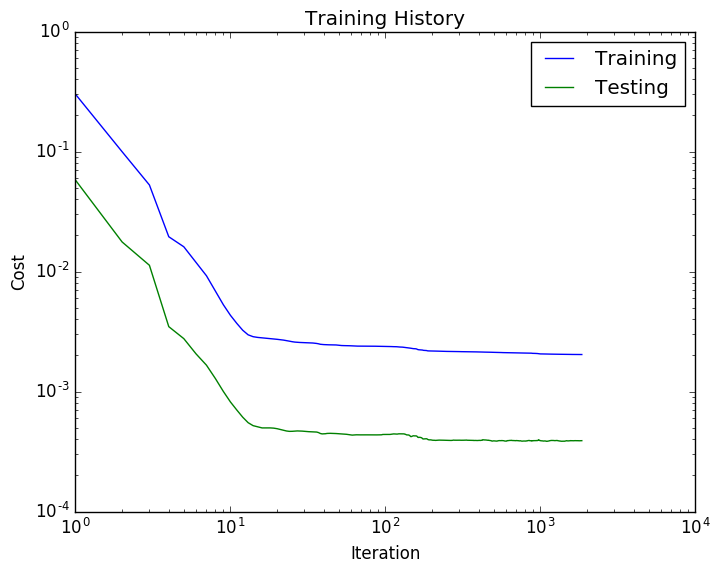 Training History
10^0
10^-1
10^-2
10^-3
10^-4
Cost
Training
Testing
10^0 10^1 10^2 10^3 10^4
Iteration